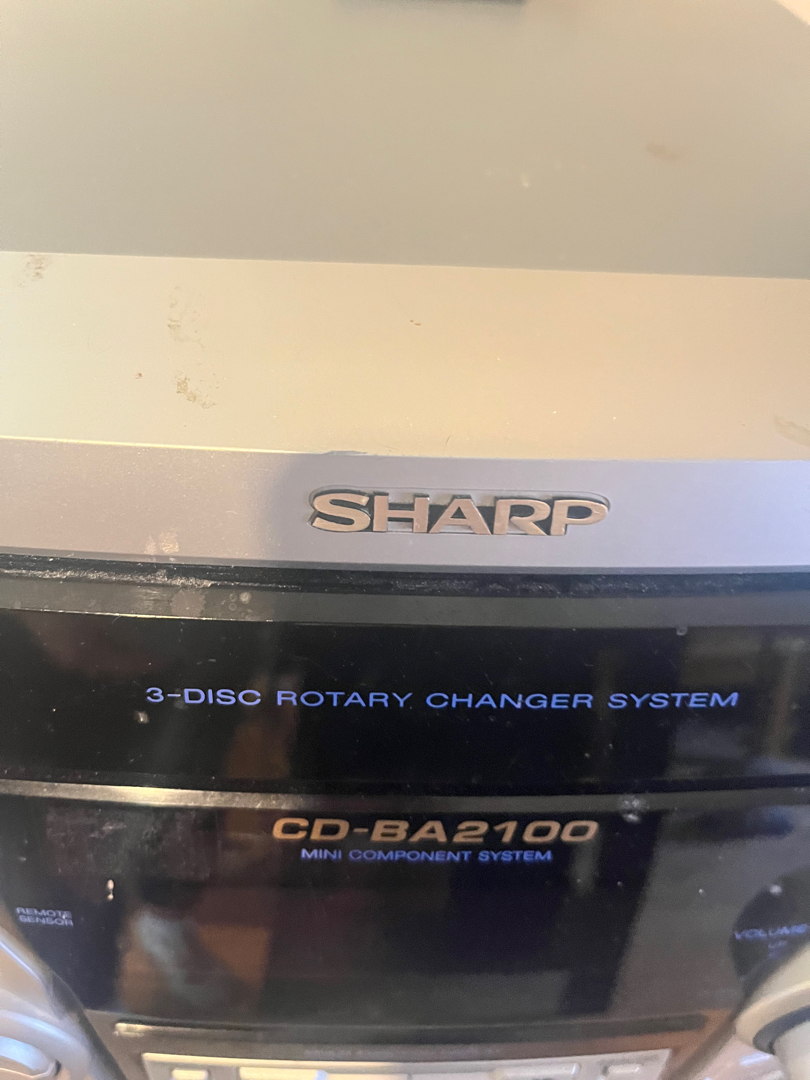 SHARP
3-DISC ROTARY CHANGER SYSTEM
CD-BA2100
MINI COMPONENT SYSTEM
REMOTE
SENSOR
VOLUME